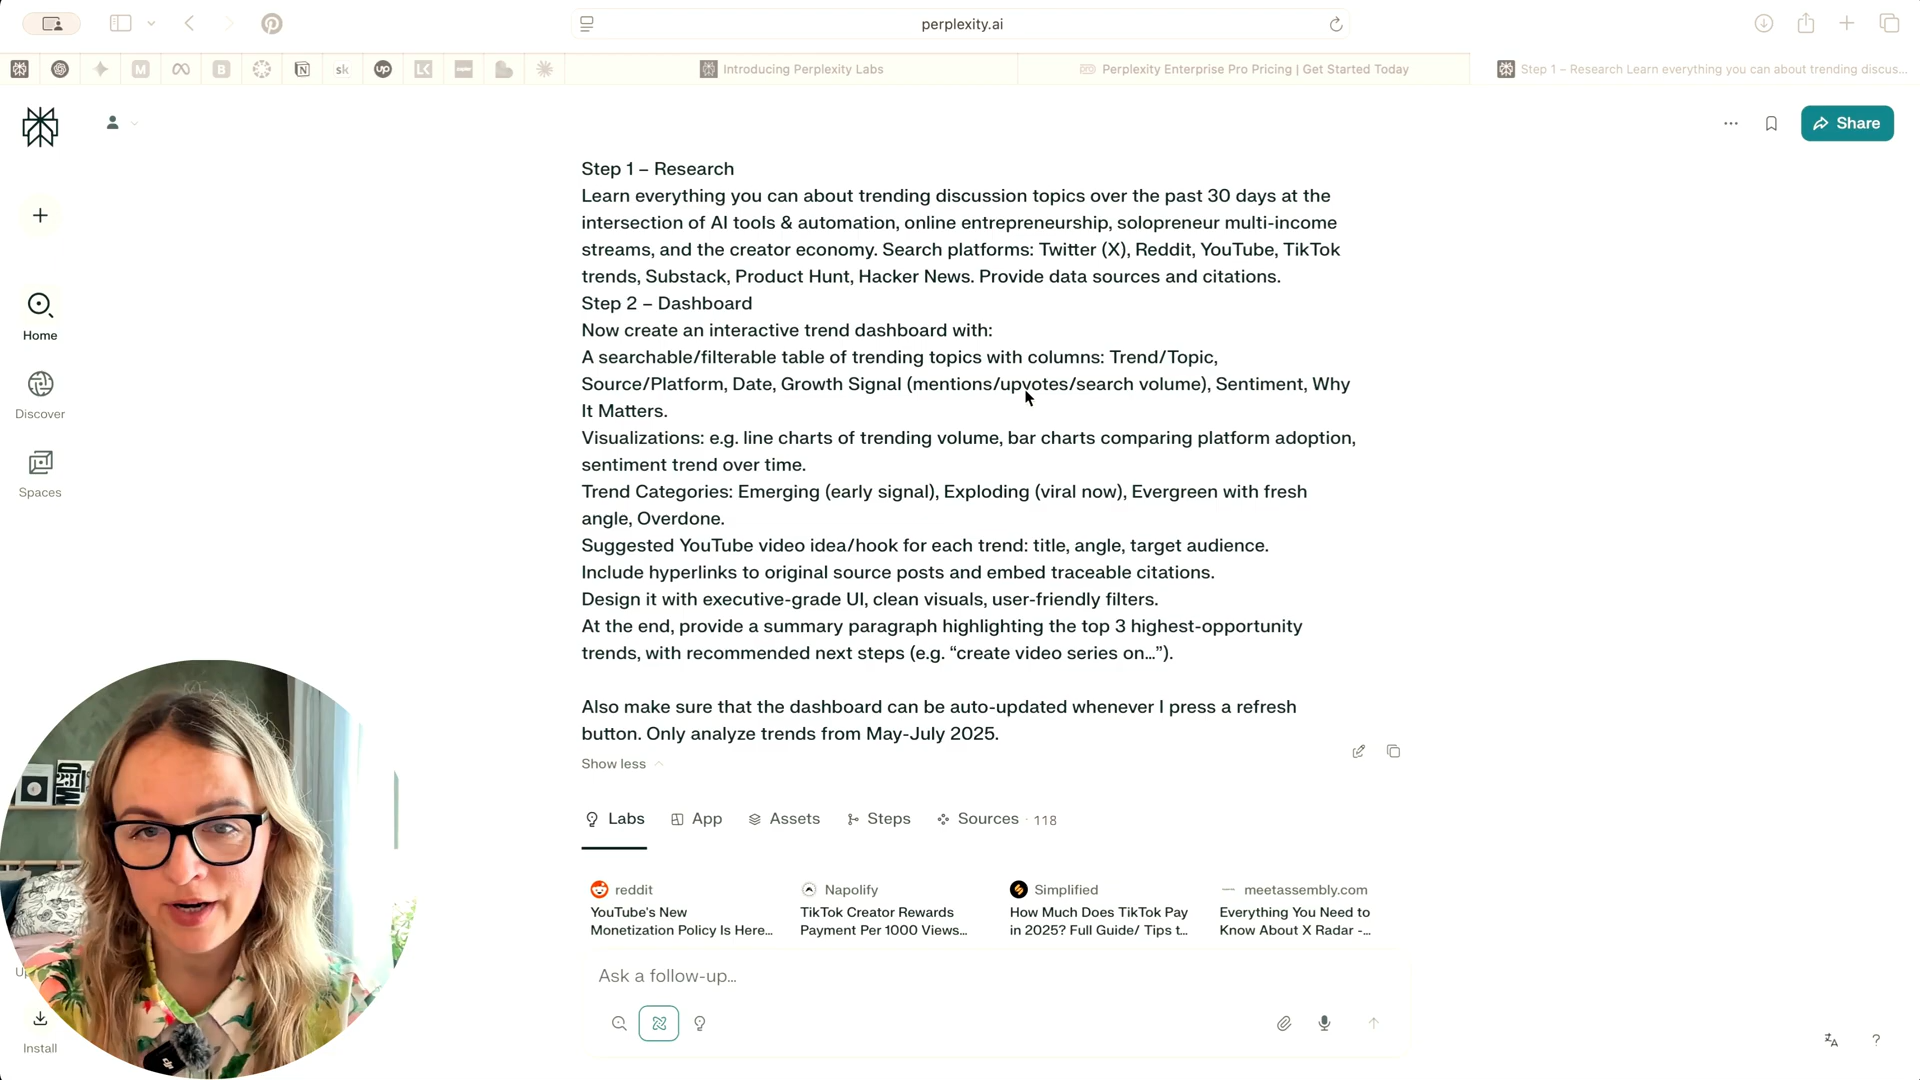 perplexity.ai
M
B
N
sk
up
LK
Introducing Perplexity Labs
Perplexity Enterprise Pro Pricing | Get Started Today
Step 1 – Research Learn everything you can about trending discus...
Share
Step 1 – Research
Learn everything you can about trending discussion topics over the past 30 days at the
intersection of AI tools & automation, online entrepreneurship, solopreneur multi-income
streams, and the creator economy. Search platforms: Twitter (X), Reddit, YouTube, TikTok
trends, Substack, Product Hunt, Hacker News. Provide data sources and citations.
Step 2 – Dashboard
Now create an interactive trend dashboard with:
A searchable/filterable table of trending topics with columns: Trend/Topic,
Source/Platform, Date, Growth Signal (mentions/upvotes/search volume), Sentiment, Why
It Matters.
Visualizations: e.g. line charts of trending volume, bar charts comparing platform adoption,
sentiment trend over time.
Trend Categories: Emerging (early signal), Exploding (viral now), Evergreen with fresh
angle, Overdone.
Suggested YouTube video idea/hook for each trend: title, angle, target audience.
Include hyperlinks to original source posts and embed traceable citations.
Design it with executive-grade UI, clean visuals, user-friendly filters.
At the end, provide a summary paragraph highlighting the top 3 highest-opportunity
trends, with recommended next steps (e.g. “create video series on…”).
Also make sure that the dashboard can be auto-updated whenever I press a refresh
button. Only analyze trends from May-July 2025.
Show less
Home
Discover
Spaces
Install
Labs
App
Assets
Steps
Sources · 118
reddit
YouTube's New
Monetization Policy Is Here...
Napolify
TikTok Creator Rewards
Payment Per 1000 Views...
Simplified
How Much Does TikTok Pay
in 2025? Full Guide/ Tips t...
meetassembly.com
Everything You Need to
Know About X Radar -...
Ask a follow-up...
?